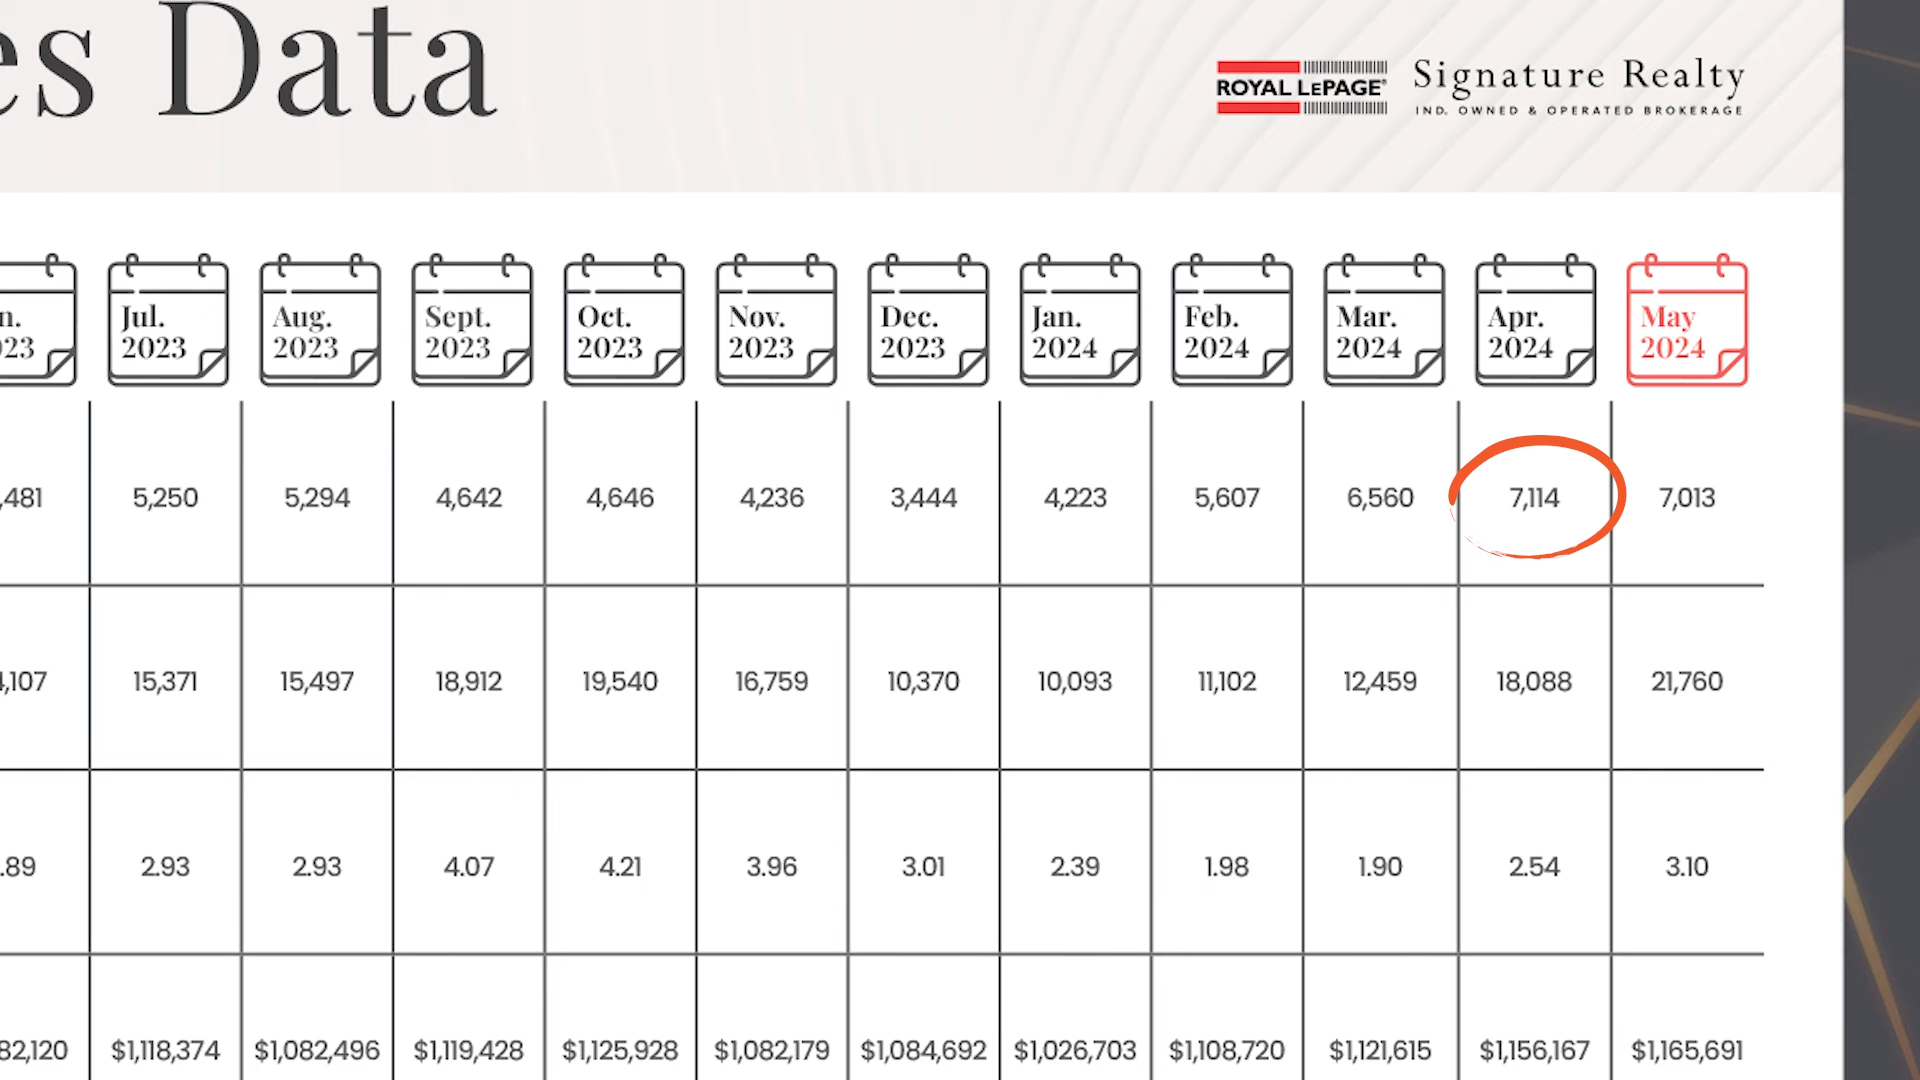 es Data
ROYAL LEPAGE®
Signature Realty
IND. OWNED & OPERATED BROKERAGE
n. Jul. Aug. Sept. Oct. Nov. Dec. Jan. Feb. Mar. Apr. May
23 2023 2023 2023 2023 2023 2023 2024 2024 2024 2024 2024
,481 5,250 5,294 4,642 4,646 4,236 3,444 4,223 5,607 6,560 7,114 7,013
,107 15,371 15,497 18,912 19,540 16,759 10,370 10,093 11,102 12,459 18,088 21,760
.89 2.93 2.93 4.07 4.21 3.96 3.01 2.39 1.98 1.90 2.54 3.10
82,120 $1,118,374 $1,082,496 $1,119,428 $1,125,928 $1,082,179 $1,084,692 $1,026,703 $1,108,720 $1,121,615 $1,156,167 $1,165,691